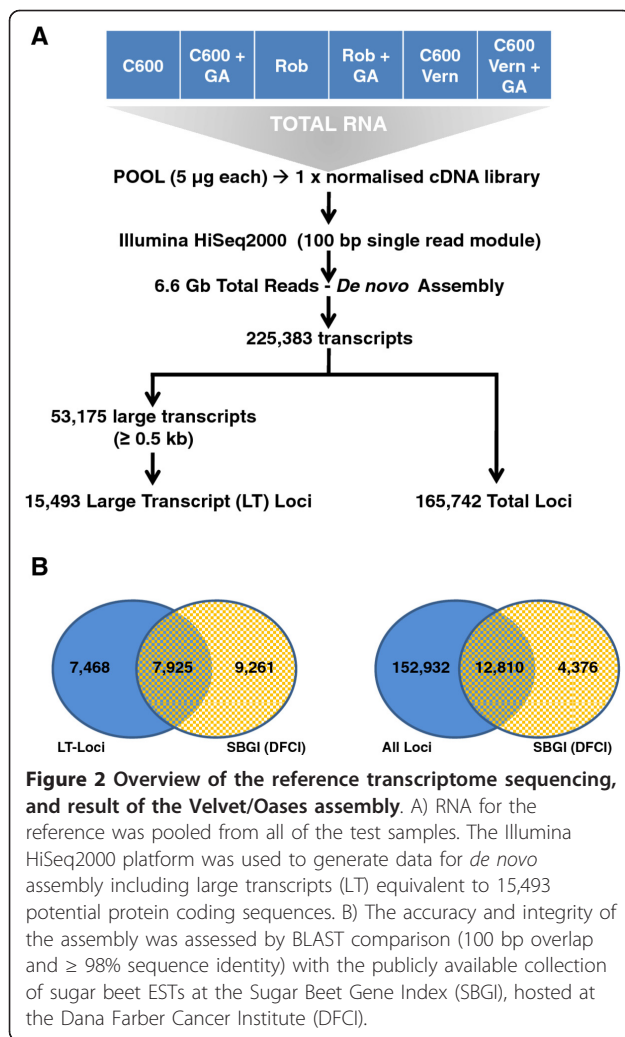 A
C600
C600 +
GA
Rob
Rob +
GA
C600
Vern
C600
Vern +
GA
TOTAL RNA
POOL (5 µg each) → 1 x normalised cDNA library
Illumina HiSeq2000 (100 bp single read module)
6.6 Gb Total Reads - De novo Assembly
225,383 transcripts
53,175 large transcripts
(≥ 0.5 kb)
15,493 Large Transcript (LT) Loci
165,742 Total Loci
B
7,468
7,925
9,261
LT-Loci
SBGI (DFCI)
152,932
12,810
4,376
All Loci
SBGI (DFCI)
Figure 2 Overview of the reference transcriptome sequencing,
and result of the Velvet/Oases assembly. A) RNA for the
reference was pooled from all of the test samples. The Illumina
HiSeq2000 platform was used to generate data for de novo
assembly including large transcripts (LT) equivalent to 15,493
potential protein coding sequences. B) The accuracy and integrity of
the assembly was assessed by BLAST comparison (100 bp overlap
and ≥ 98% sequence identity) with the publicly available collection
of sugar beet ESTs at the Sugar Beet Gene Index (SBGI), hosted at
the Dana Farber Cancer Institute (DFCI).